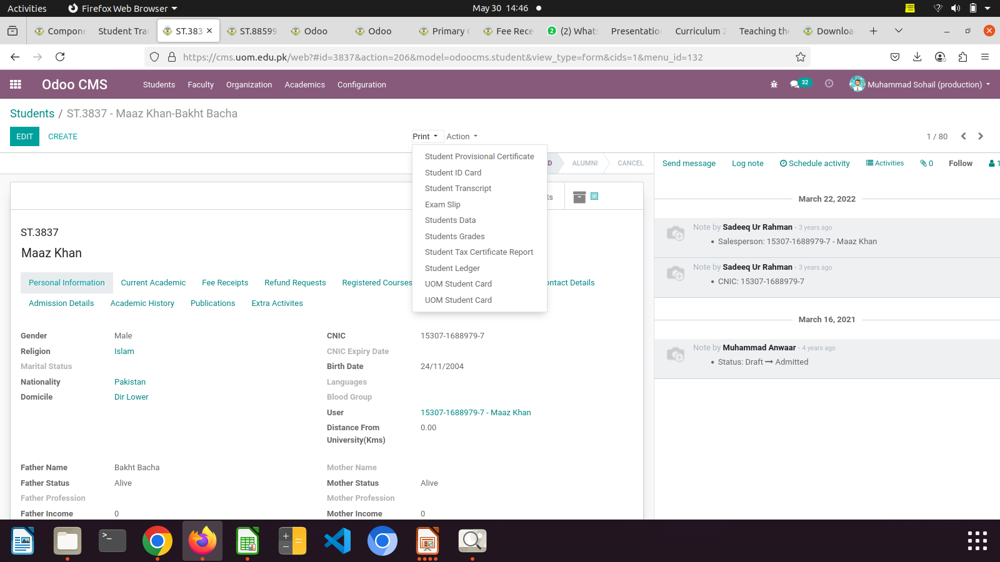 Activities
Firefox Web Browser
May 30 14:46
Student Tra
ST.383
ST.88599
Odoo
Odoo
Primary
Fee Rece
(2) Whats
Presentatio
Curriculum 2
Teaching the
Downloa
https://cms.uom.edu.pk/web?#id=3837&action=206&model=odoocms.student&view_type=form&cids=1&menu_id=132
Odoo CMS
Students
Faculty
Organization
Academics
Configuration
32
Muhammad Sohail (production)
Students / ST.3837 - Maaz Khan-Bakht Bacha
EDIT
CREATE
Print
Action
1 / 80
Student Provisional Certificate
Student ID Card
Student Transcript
Exam Slip
Students Data
Students Grades
Student Tax Certificate Report
Student Ledger
UOM Student Card
UOM Student Card
D
ALUMNI
CANCEL
ts
ST.3837
Maaz Khan
Personal Information
Current Academic
Fee Receipts
Refund Requests
Registered Courses
ontact Details
Admission Details
Academic History
Publications
Extra Activites
Gender Male
Religion Islam
Marital Status
Nationality Pakistan
Domicile Dir Lower
CNIC 15307-1688979-7
CNIC Expiry Date
Birth Date 24/11/2004
Languages
Blood Group
User 15307-1688979-7 - Maaz Khan
Distance From 0.00
University(Kms)
Father Name Bakht Bacha
Father Status Alive
Father Profession
Father Income 0
Mother Name
Mother Status Alive
Mother Profession
Mother Income 0
Send message
Log note
Schedule activity
Activities
0
Follow
1
March 22, 2022
Note by Sadeeq Ur Rahman - 3 years ago
• Salesperson: 15307-1688979-7 - Maaz Khan
Note by Sadeeq Ur Rahman - 3 years ago
• CNIC: 15307-1688979-7
March 16, 2021
Note by Muhammad Anwaar - 4 years ago
• Status: Draft → Admitted